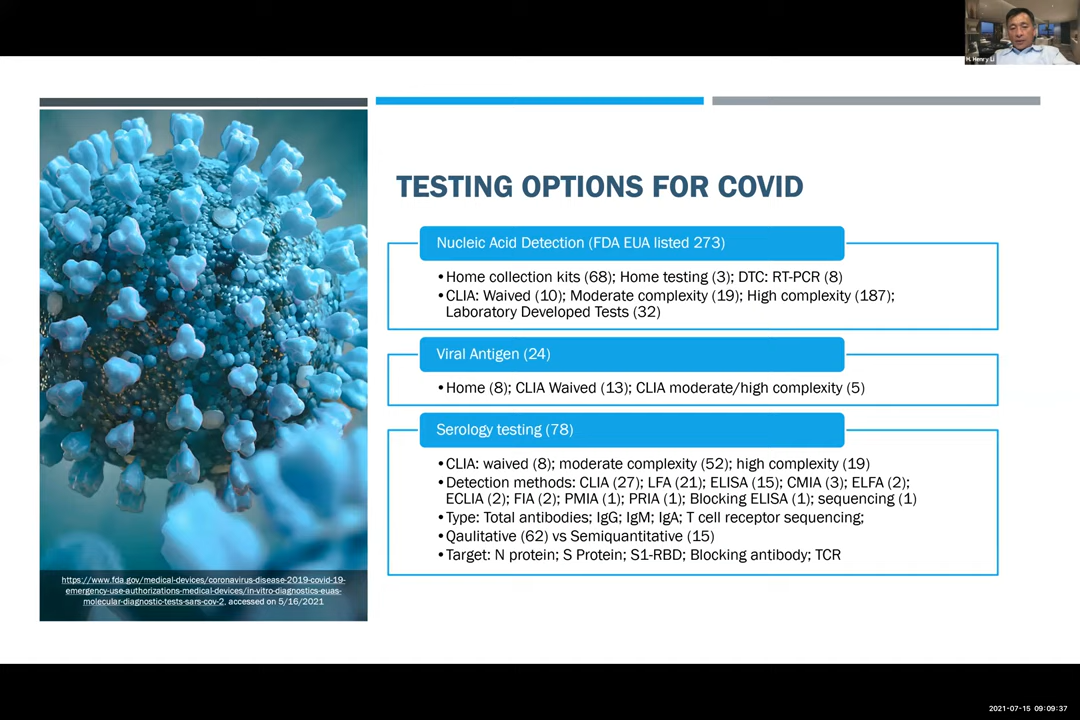 H. Henry Li
TESTING OPTIONS FOR COVID
Nucleic Acid Detection (FDA EUA listed 273)
•Home collection kits (68); Home testing (3); DTC: RT-PCR (8)
•CLIA: Waived (10); Moderate complexity (19); High complexity (187);
Laboratory Developed Tests (32)
Viral Antigen (24)
•Home (8); CLIA Waived (13); CLIA moderate/high complexity (5)
Serology testing (78)
•CLIA: waived (8); moderate complexity (52); high complexity (19)
•Detection methods: CLIA (27); LFA (21); ELISA (15); CMIA (3); ELFA (2);
ECLIA (2); FIA (2); PMIA (1); PRIA (1); Blocking ELISA (1); sequencing (1)
•Type: Total antibodies; IgG; IgM; IgA; T cell receptor sequencing;
•Qaulitative (62) vs Semiquantitative (15)
•Target: N protein; S Protein; S1-RBD; Blocking antibody; TCR
https://www.fda.gov/medical-devices/coronavirus-disease-2019-covid-19-
emergency-use-authorizations-medical-devices/in-vitro-diagnostics-euas-
molecular-diagnostic-tests-sars-cov-2, accessed on 5/16/2021
2021-07-15 09:09:37